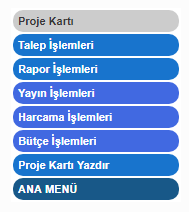 Proje Kartı
Talep İşlemleri
Rapor İşlemleri
Yayın İşlemleri
Harcama İşlemleri
Bütçe İşlemleri
Proje Kartı Yazdır
ANA MENÜ